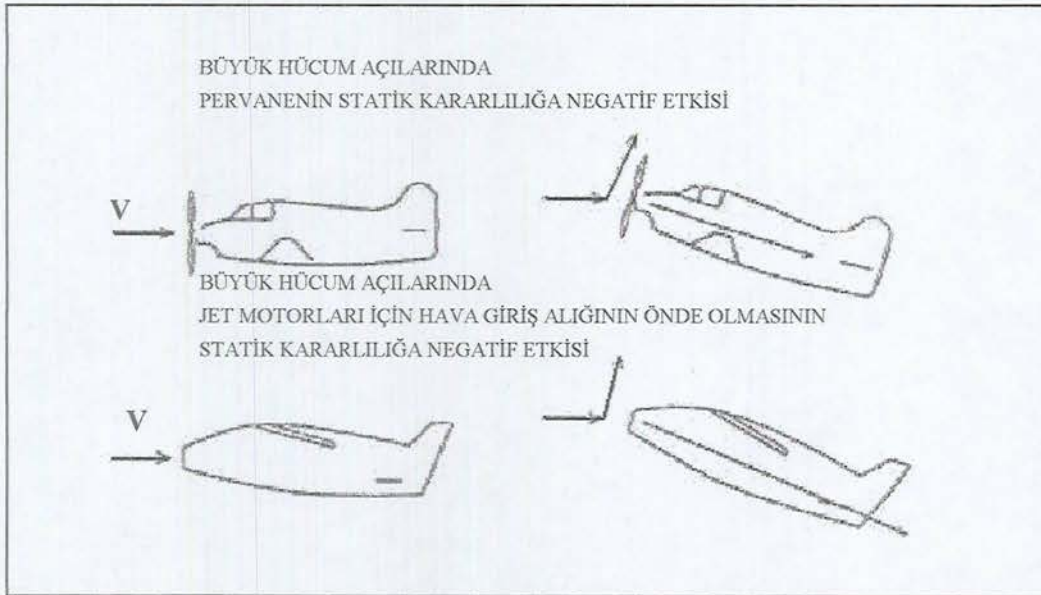 BÜYÜK HÜCUM AÇILARINDA
PERVANENİN STATİK KARARLILIĞA NEGATİF ETKİSİ
V
BÜYÜK HÜCUM AÇILARINDA
JET MOTORLARI İÇİN HAVA GİRİŞ ALIĞININ ÖNDE OLMASININ
STATİK KARARLILIĞA NEGATİF ETKİSİ
V